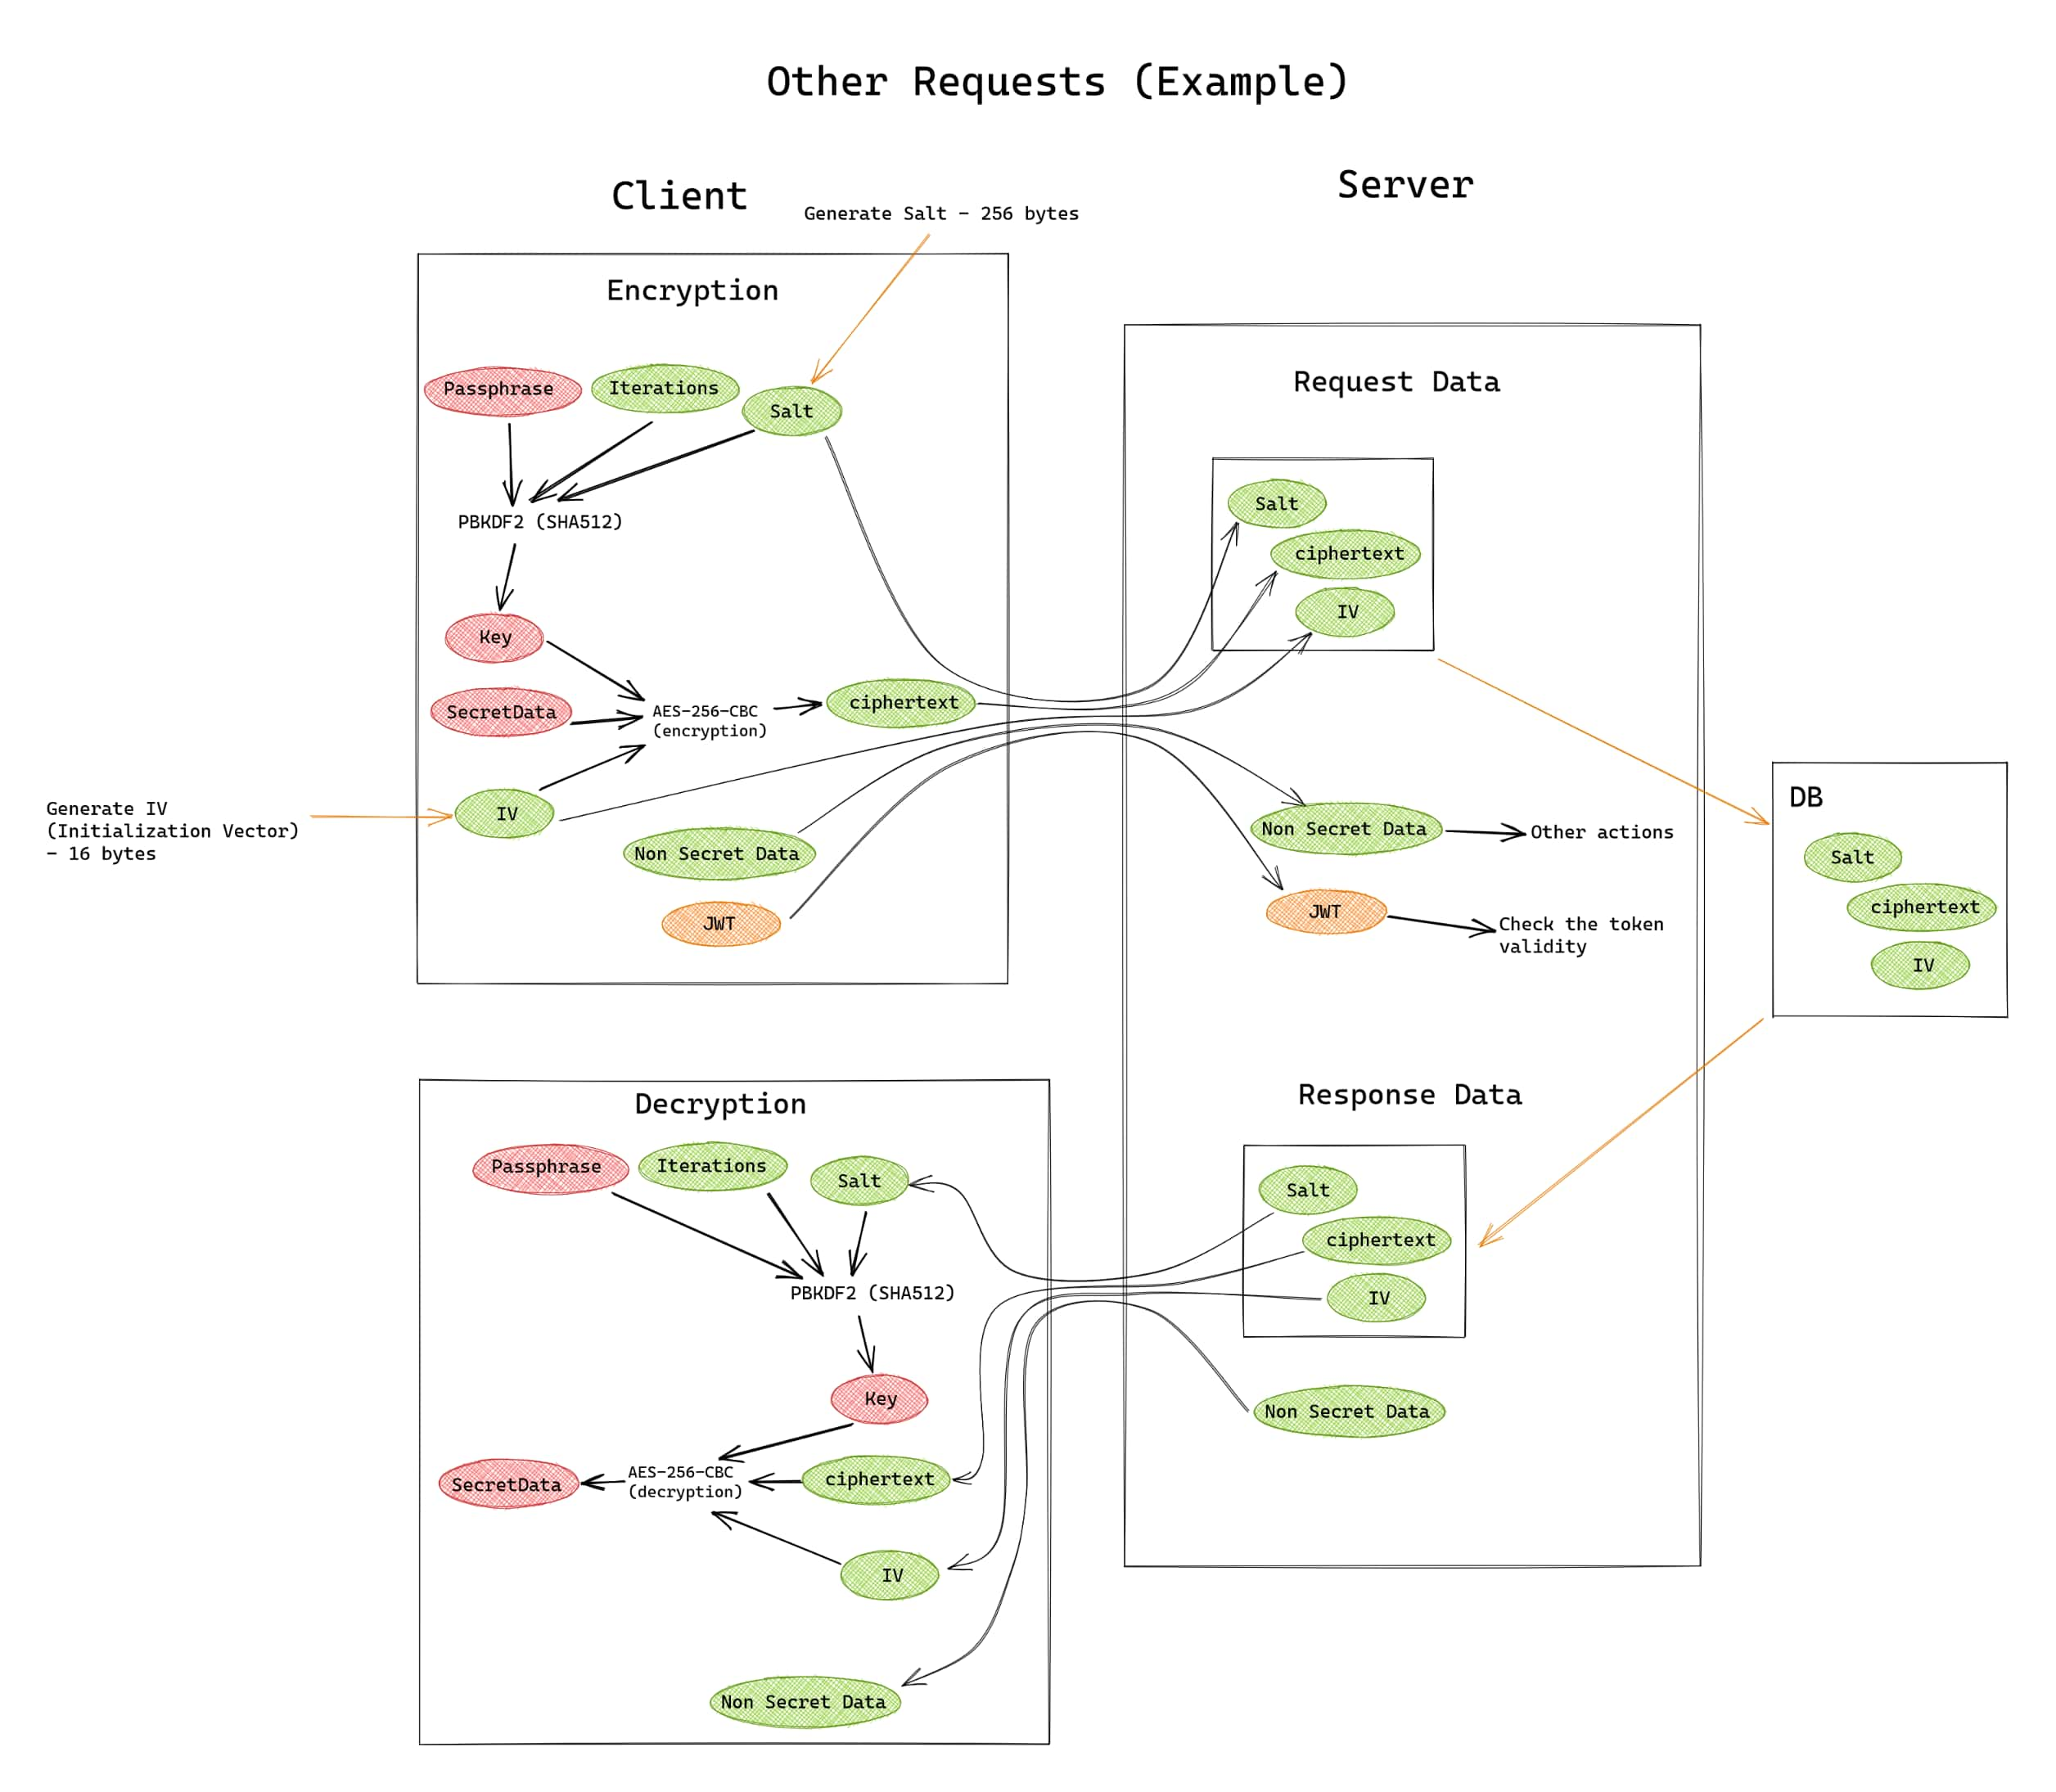 Other Requests (Example)
Client
Server
Generate Salt - 256 bytes
Encryption
Passphrase
Iterations
Salt
PBKDF2 (SHA512)
Key
SecretData
AES-256-CBC
(encryption)
ciphertext
Generate IV
(Initialization Vector)
- 16 bytes
IV
Non Secret Data
JWT
Request Data
Salt
ciphertext
IV
Non Secret Data
Other actions
JWT
Check the token
validity
DB
Salt
ciphertext
IV
Decryption
Passphrase
Iterations
Salt
PBKDF2 (SHA512)
Key
SecretData
AES-256-CBC
(decryption)
ciphertext
IV
Non Secret Data
Response Data
Salt
ciphertext
IV
Non Secret Data